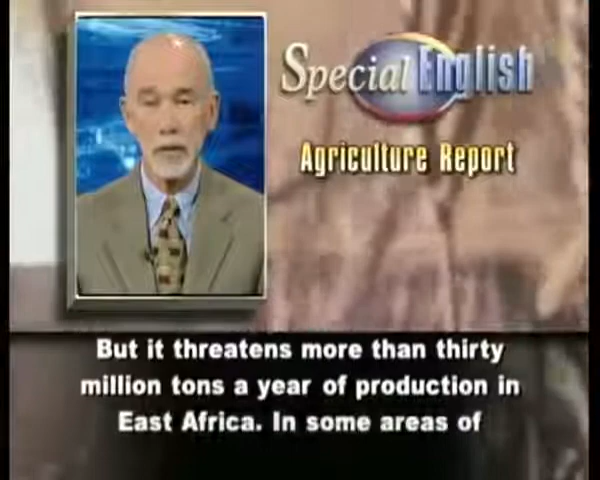 Special English
Agriculture Report
But it threatens more than thirty
million tons a year of production in
East Africa. In some areas of